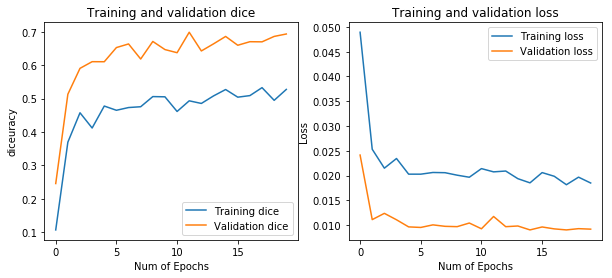 Training and validation dice
diceuracy
0.7
0.6
0.5
0.4
0.3
0.2
0.1
Training dice
Validation dice
0
5
10
15
Num of Epochs
Training and validation loss
Loss
0.050
0.045
0.040
0.035
0.030
0.025
0.020
0.015
0.010
Training loss
Validation loss
0
5
10
15
Num of Epochs